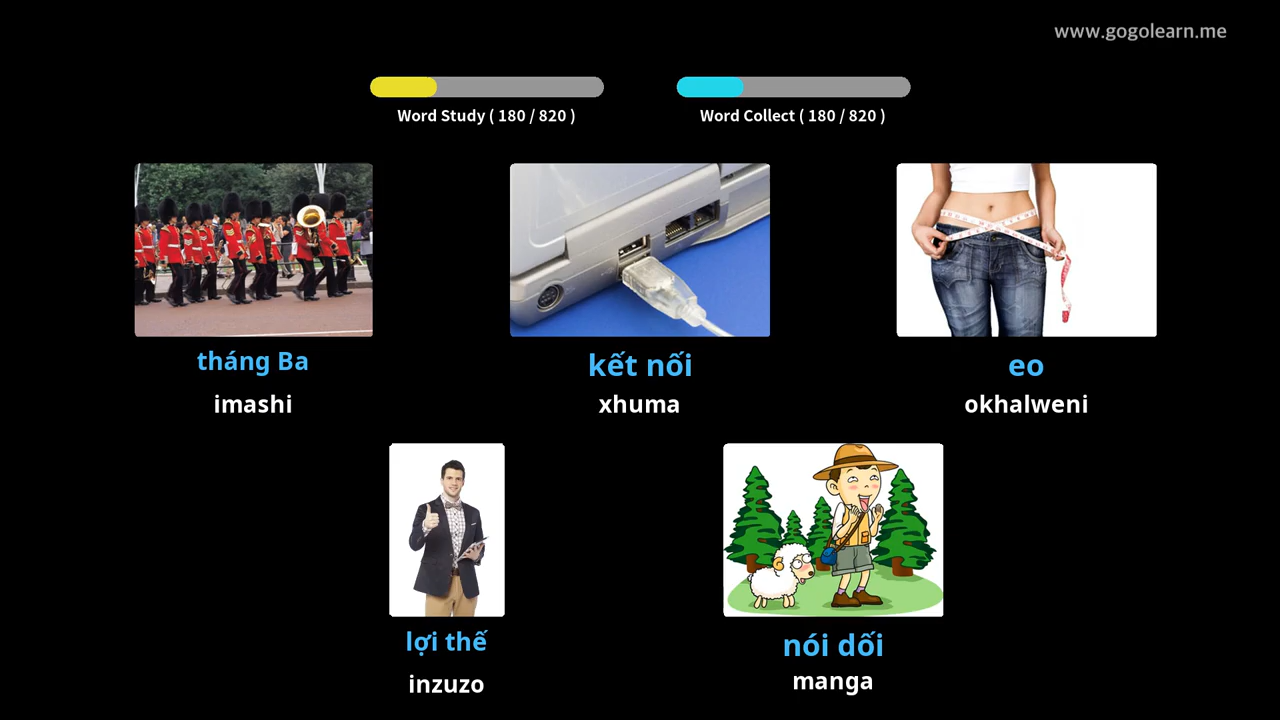 www.gogolearn.me
Word Study ( 180 / 820 )
Word Collect ( 180 / 820 )
tháng Ba
imashi
kết nối
xhuma
eo
okhalweni
lợi thế
inzuzo
nói dối
manga